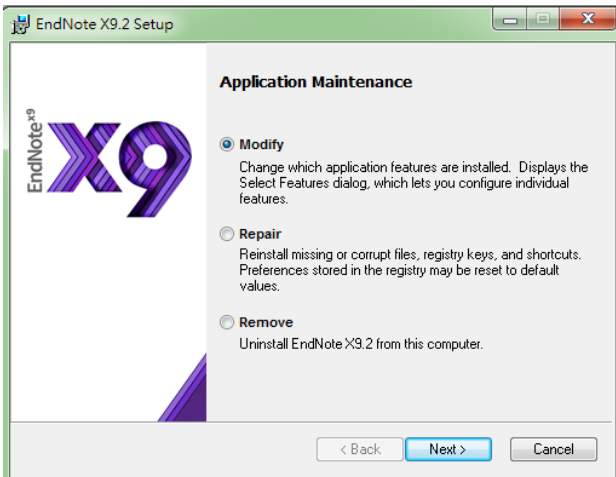 EndNote X9.2 Setup
EndNote X9
X9
Application Maintenance
Modify
Change which application features are installed. Displays the
Select Features dialog, which lets you configure individual
features.
Repair
Reinstall missing or corrupt files, registry keys, and shortcuts.
Preferences stored in the registry may be reset to default
values.
Remove
Uninstall EndNote X9.2 from this computer.
< Back
Next >
Cancel